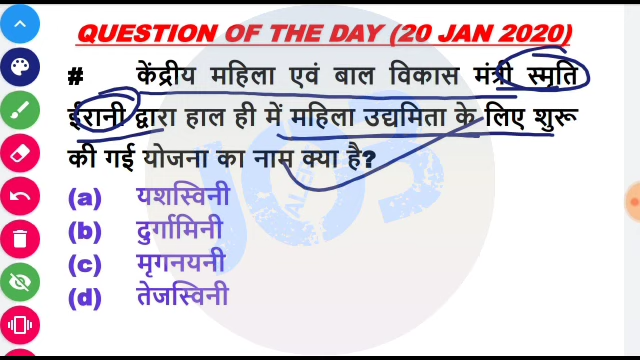 QUESTION OF THE DAY (20 JAN 2020)
# केंद्रीय महिला एवं बाल विकास मंत्री स्मृति
ईरानी द्वारा हाल ही में महिला उद्यमिता के लिए शुरू
की गई योजना का नाम क्या है?
(a) यशस्विनी
(b) दुर्गामिनी
(c) मृगनयनी
(d) तेजस्विनी